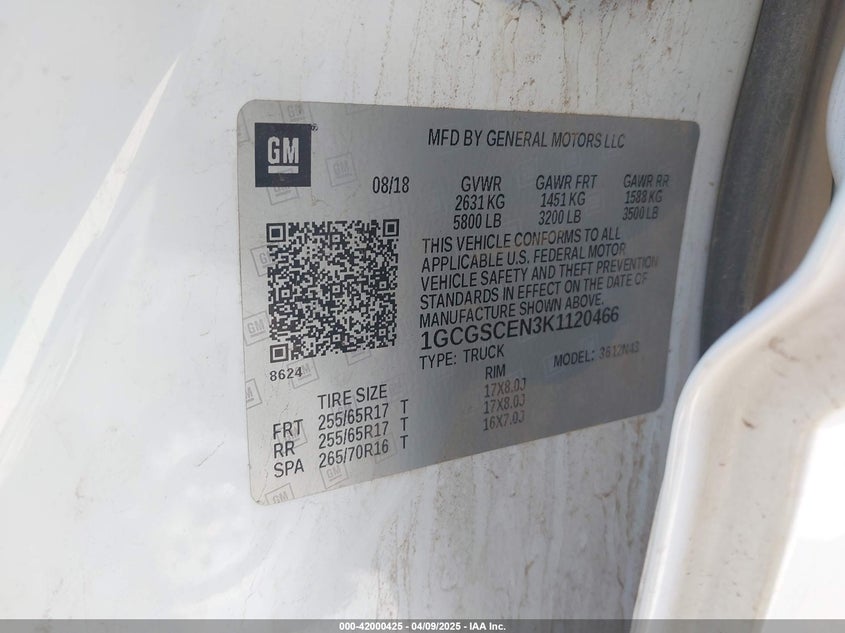 GM
MFD BY GENERAL MOTORS LLC
08/18
GVWR GAWR FRT GAWR RR
2631 KG 1451 KG 1588 KG
5800 LB 3200 LB 3500 LB
THIS VEHICLE CONFORMS TO ALL
APPLICABLE U.S. FEDERAL MOTOR
VEHICLE SAFETY AND THEFT PREVENTION
STANDARDS IN EFFECT ON THE DATE OF
MANUFACTURE SHOWN ABOVE.
1GCGSCEN3K1120466
TYPE: TRUCK MODEL: 3612N43
8624
TIRE SIZE RIM
FRT 255/65R17 T 17X8.0J
RR 255/65R17 T 17X8.0J
SPA 265/70R16 T 16X7.0J
000-42000425 | 04/09/2025 | IAA Inc.